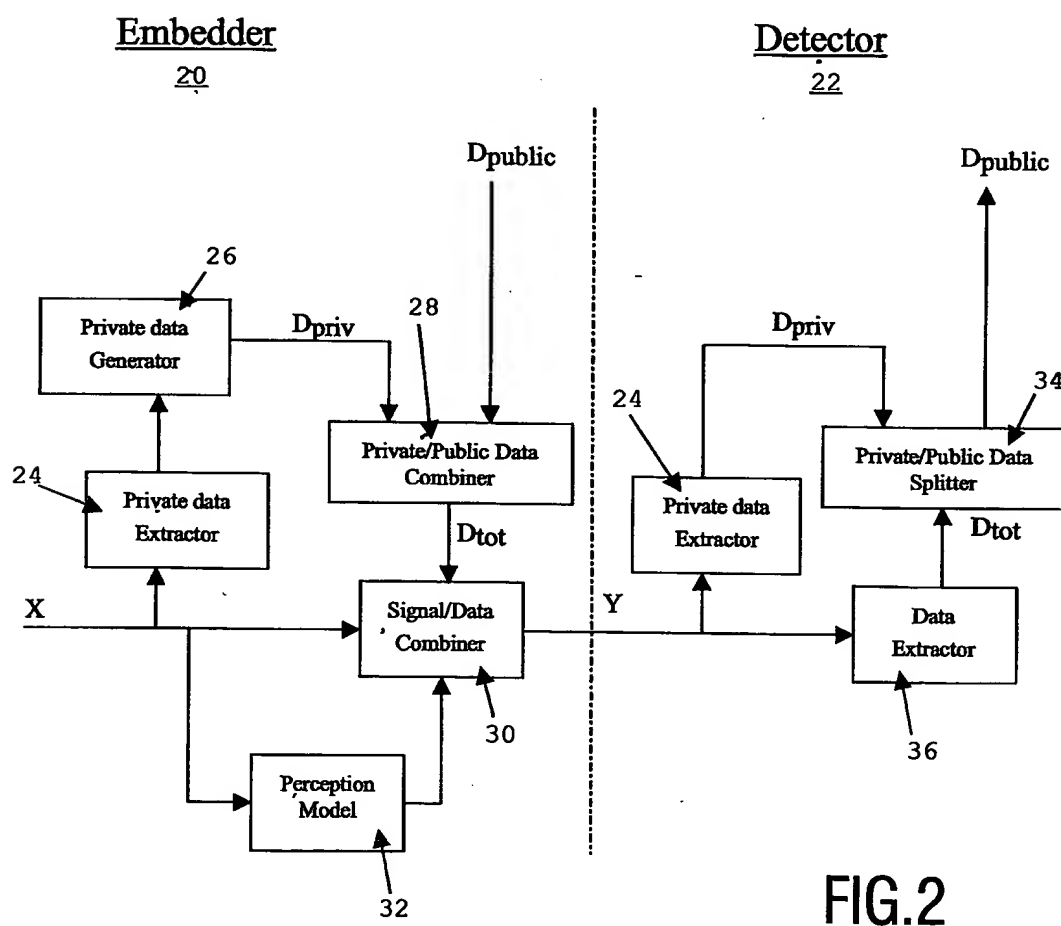 Embedder
20
Detector
22
Dpublic
Dpublic
26
Private data
Generator
Dpriv
28
Private/Public Data
Combiner
24
Private data
Extractor
Dtot
X
Signal/Data
Combiner
30
Perception
Model
32
Dpriv
24
Private data
Extractor
34
Private/Public Data
Splitter
Dtot
Y
Data
Extractor
36
FIG.2